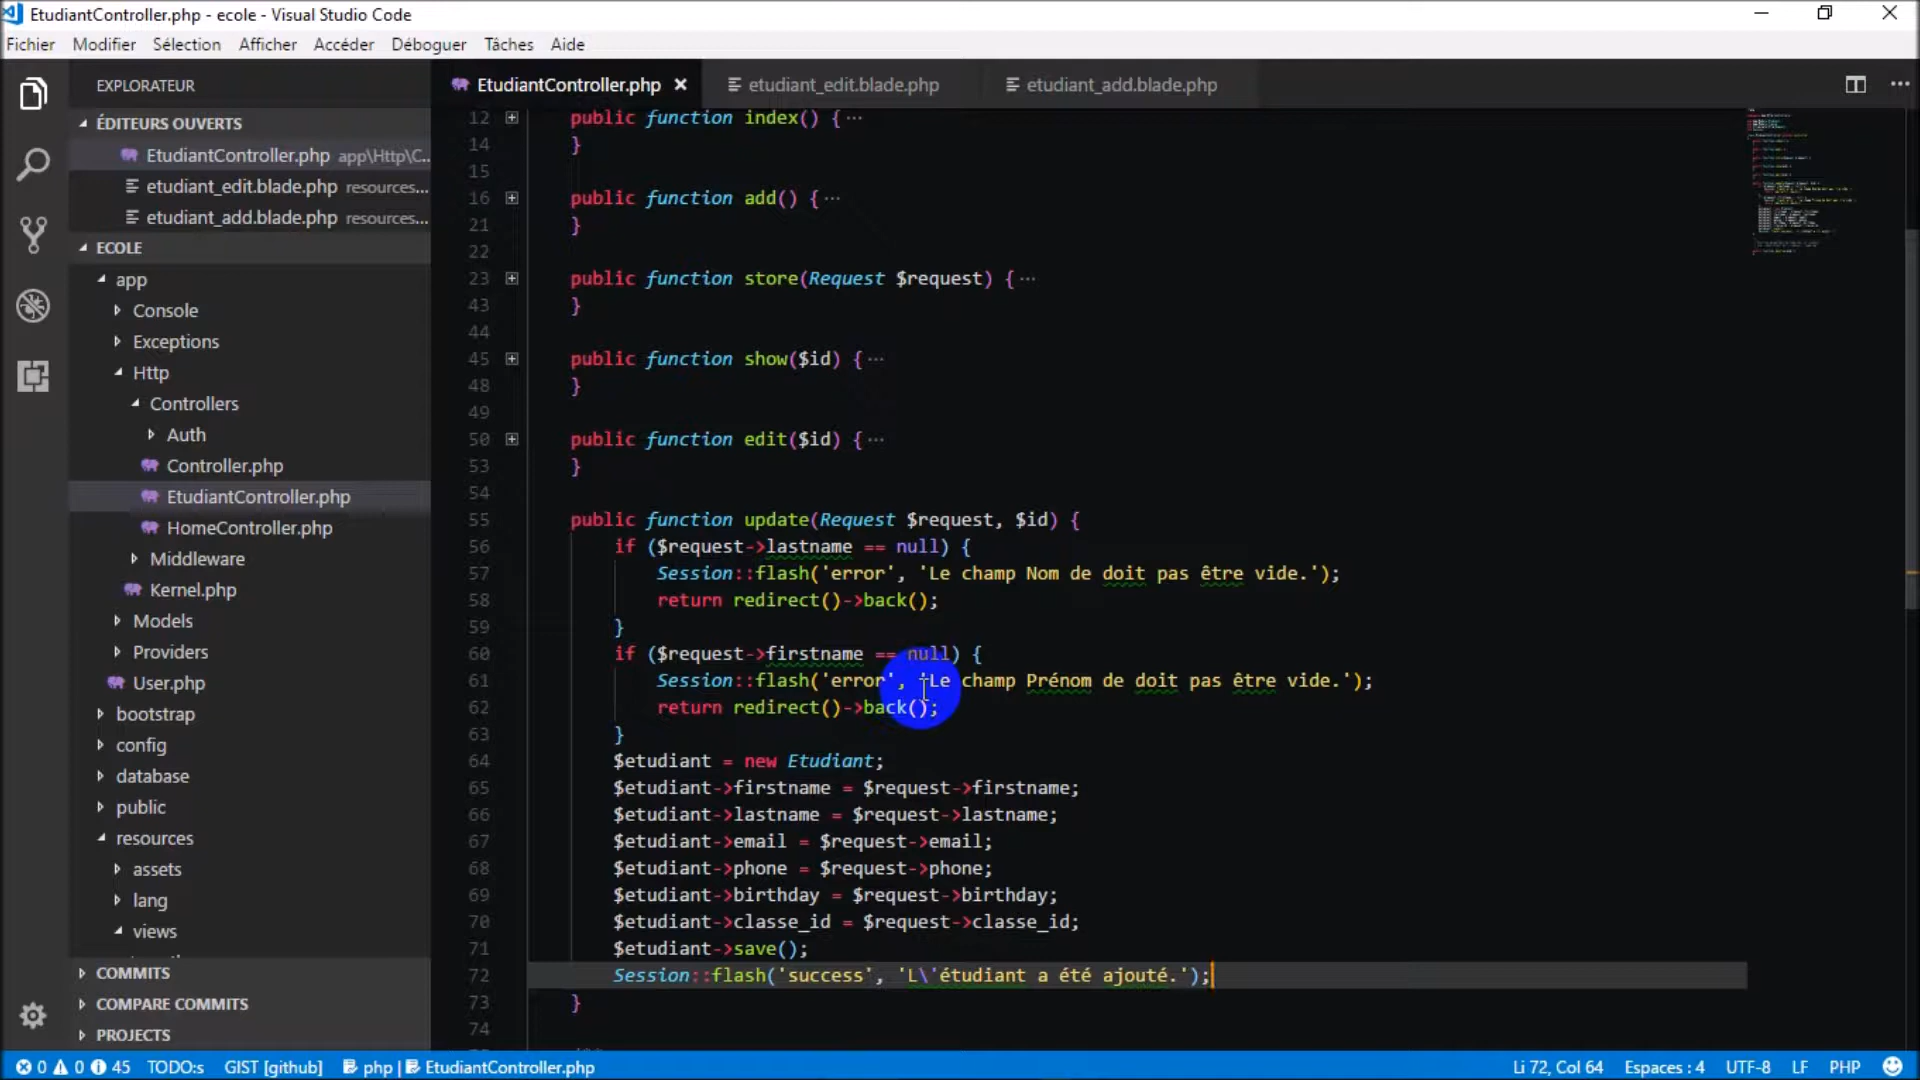 EtudiantController.php - ecole - Visual Studio Code
Fichier Modifier Sélection Afficher Accéder Déboguer Tâches Aide
EXPLORATEUR
ÉDITEURS OUVERTS
EtudiantController.php app\Http\C...
etudiant_edit.blade.php resources...
etudiant_add.blade.php resources...
ECOLE
app
Console
Exceptions
Http
Controllers
Auth
Controller.php
EtudiantController.php
HomeController.php
Middleware
Kernel.php
Models
Providers
User.php
bootstrap
config
database
public
resources
assets
lang
views
COMMITS
COMPARE COMMITS
PROJECTS
EtudiantController.php etudiant_edit.blade.php etudiant_add.blade.php
12 public function index() { ...
14 }
15
16 public function add() { ...
21 }
22
23 public function store(Request $request) { ...
43 }
44
45 public function show($id) { ...
48 }
49
50 public function edit($id) { ...
53 }
54
55 public function update(Request $request, $id) {
56 if ($request->lastname == null) {
57 Session::flash('error', 'Le champ Nom de doit pas être vide.');
58 return redirect()->back();
59 }
60 if ($request->firstname == null) {
61 Session::flash('error', 'Le champ Prénom de doit pas être vide.');
62 return redirect()->back();
63 }
64 $etudiant = new Etudiant;
65 $etudiant->firstname = $request->firstname;
66 $etudiant->lastname = $request->lastname;
67 $etudiant->email = $request->email;
68 $etudiant->phone = $request->phone;
69 $etudiant->birthday = $request->birthday;
70 $etudiant->classe_id = $request->classe_id;
71 $etudiant->save();
72 Session::flash('success', 'L\'étudiant a été ajouté.');
73 }
74
0 0 45 TODO:s GIST [github] php | EtudiantController.php Li 72, Col 64 Espaces : 4 UTF-8 LF PHP